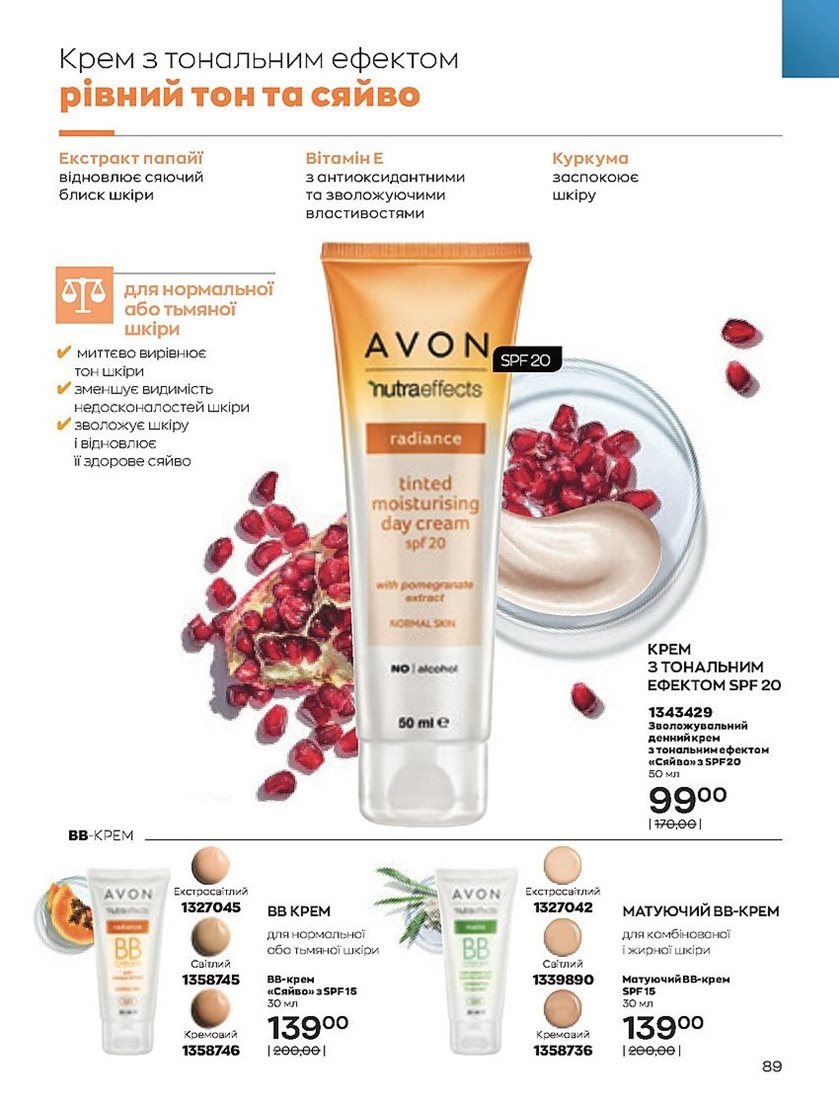 Крем з тональним ефектом
рівний тон та сяйво
Екстракт папайї
відновлює сяючий
блиск шкіри
Вітамін Е
з антиоксидантними
та зволожуючими
властивостями
Куркума
заспокоює
шкіру
для нормальної
або тьмяної
шкіри
миттєво вирівнює
тон шкіри
зменшує видимість
недосконалостей шкіри
зволожує шкіру
і відновлює
її здорове сяйво
AVON
nutraeffects
radiance
tinted
moisturising
day cream
spf 20
with pomegranate
extract
NORMAL SKIN
NO | alcohol
50 ml e
SPF 20
КРЕМ
З ТОНАЛЬНИМ
ЕФЕКТОМ SPF 20
1343429
Зволожувальний
денний крем
з тональним ефектом
«Сяйво» з SPF20
50 мл
9900
|170,00|
BB-КРЕМ
AVON
nutraeffects
radiance
BB
Екстросвітлий
1327045
Світлий
1358745
Кремовий
1358746
BB КРЕМ
для нормальної
або тьмяної шкіри
BB-крем
«Сяйво» з SPF15
30 мл
13900
|200,00|
AVON
nutraeffects
matte
BB
Екстросвітлий
1327042
Світлий
1339890
Кремовий
1358736
МАТУЮЧИЙ BB-КРЕМ
для комбінованої
і жирної шкіри
Матуючий BB-крем
SPF 15
30 мл
13900
|200,00|
89